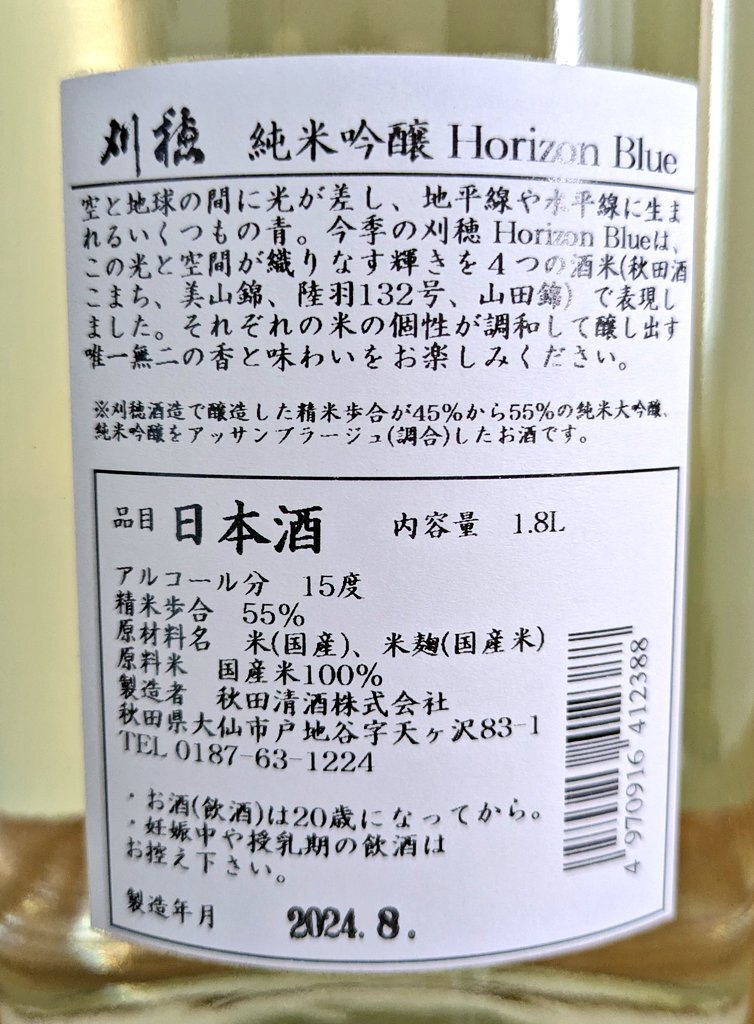 刈穂 純米吟醸 Horizon Blue
空と地球の間に光が差し、地平線や水平線に生ま
れるいくつもの青。今季の刈穂 Horizon Blueは、
この光と空間が織りなす輝きを4つの酒米(秋田酒
こまち、美山錦、陸羽132号、山田錦)で表現し
ました。それぞれの米の個性が調和して醸し出す
唯一無二の香と味わいをお楽しみください。
※刈穂酒造で醸造した精米歩合が45%から55%の純米大吟醸、
純米吟醸をアッサンブラージュ(調合)したお酒です。
品目 日本酒 内容量 1.8L
アルコール分 15度
精米歩合 55%
原材料名 米(国産)、米麹(国産米)
原料米 国産米100%
製造者 秋田清酒株式会社
秋田県大仙市戸地谷字天ヶ沢83-1
TEL 0187-63-1224
・お酒(飲酒)は20歳になってから。
・妊娠中や授乳期の飲酒は
お控え下さい。
製造年月 2024.8.
4 970916 412388